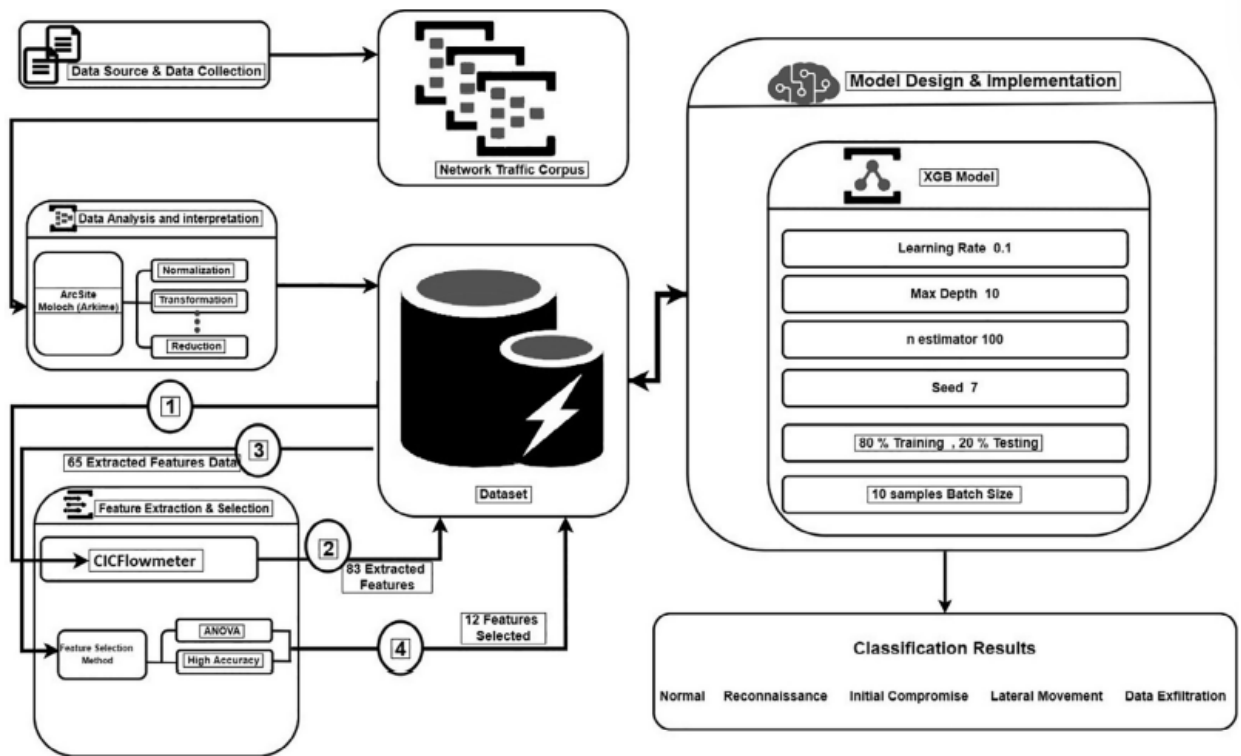 Data Source & Data Collection
Network Traffic Corpus
Data Analysis and interpretation
ArcSite
Moloch (Arkime)
Normalization
Transformation
Reduction
1
3
65 Extracted Features Data
Dataset
Feature Extraction & Selection
CICFlowmeter
2
83 Extracted
Features
Feature Selection
Method
ANOVA
High Accuracy
4
12 Features
Selected
Model Design & Implementation
XGB Model
Learning Rate 0.1
Max Depth 10
n estimator 100
Seed 7
80 % Training , 20 % Testing
10 samples Batch Size
Classification Results
Normal Reconnaissance Initial Compromise Lateral Movement Data Exfiltration